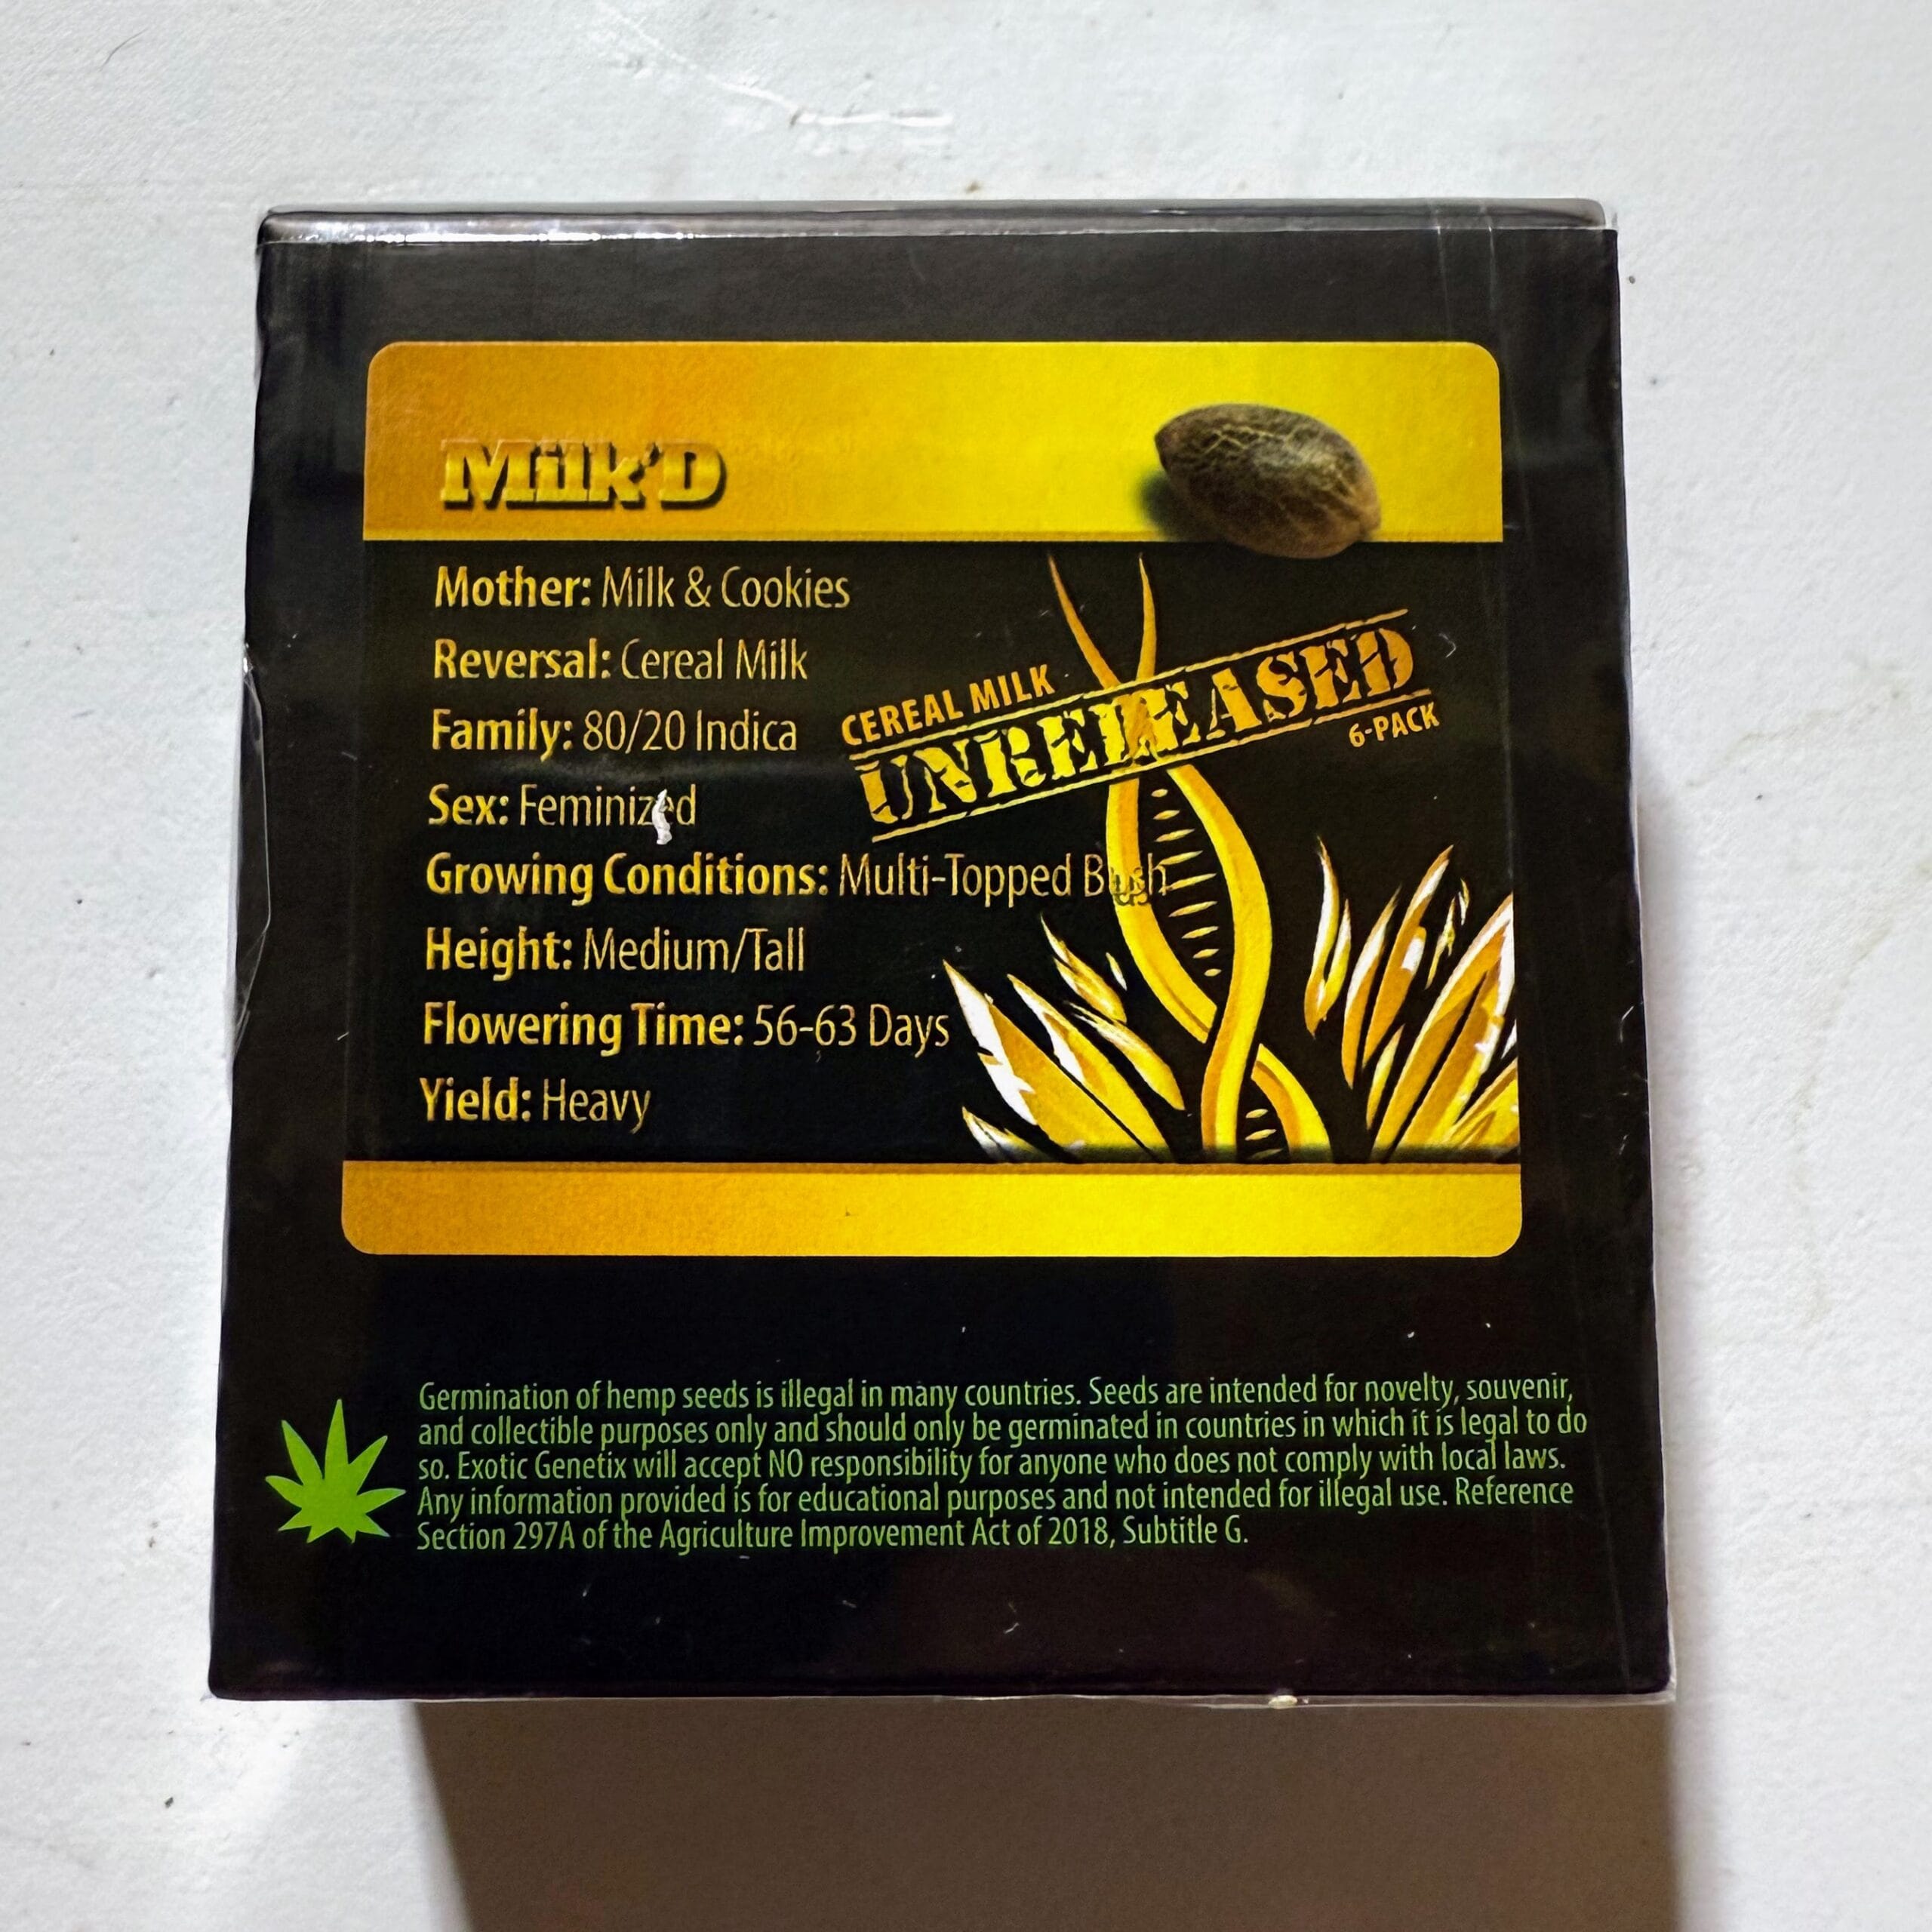 Milk'D
Mother: Milk & Cookies
Reversal: Cereal Milk
Family: 80/20 Indica
Sex: Feminized
Growing Conditions: Multi-Topped Bush
Height: Medium/Tall
Flowering Time: 56-63 Days
Yield: Heavy
CEREAL MILK
UNRELEASED
6-PACK
Germination of hemp seeds is illegal in many countries. Seeds are intended for novelty, souvenir,
and collectible purposes only and should only be germinated in countries in which it is legal to do
so. Exotic Genetix will accept NO responsibility for anyone who does not comply with local laws.
Any information provided is for educational purposes and not intended for illegal use. Reference
Section 297A of the Agriculture Improvement Act of 2018, Subtitle G.